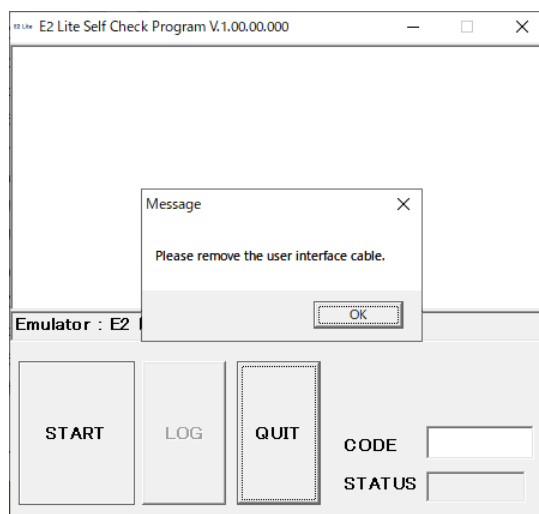 E2 Lite E2 Lite Self Check Program V.1.00.00.000
Message
Please remove the user interface cable.
OK
Emulator : E2
START
LOG
QUIT
CODE
STATUS